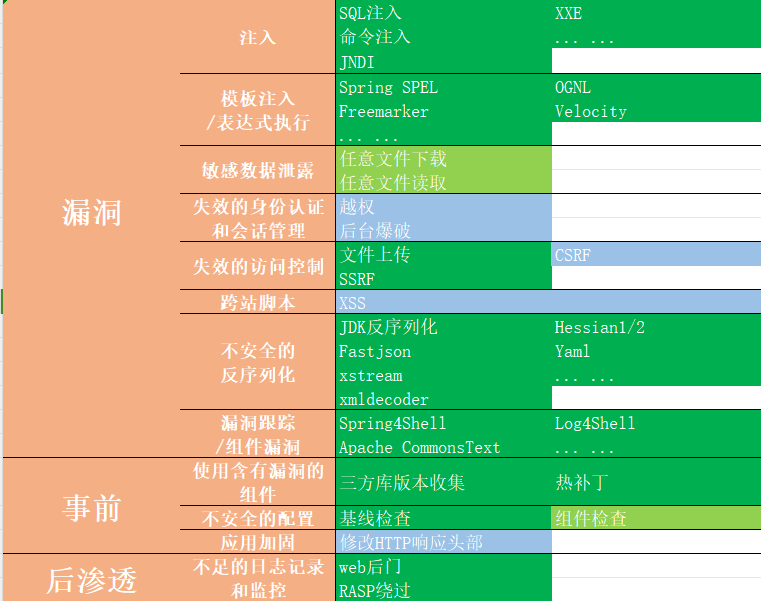 漏洞
注入
SQL注入
XXE
命令注入
... ...
JNDI
模板注入
/表达式执行
Spring SPEL
OGNL
Freemarker
Velocity
... ...
敏感数据泄露
任意文件下载
任意文件读取
失效的身份认证
和会话管理
越权
后台爆破
失效的访问控制
文件上传
CSRF
SSRF
跨站脚本
XSS
不安全的
反序列化
JDK反序列化
Hessian1/2
Fastjson
Yaml
xstream
... ...
xmldecoder
漏洞跟踪
/组件漏洞
Spring4Shell
Log4Shell
Apache CommonsText
... ...
事前
使用含有漏洞的
组件
三方库版本收集
热补丁
不安全的配置
基线检查
组件检查
应用加固
修改HTTP响应头部
后渗透
不足的日志记录
和监控
web后门
RASP绕过